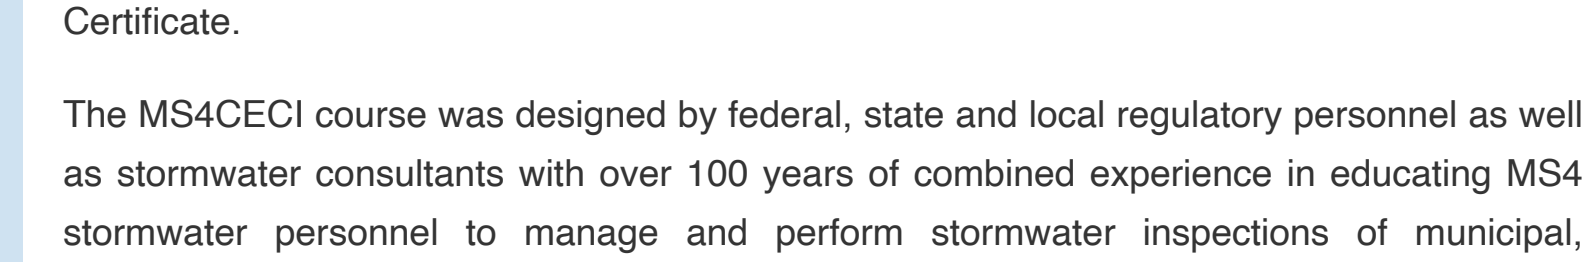 Certificate.
The MS4CECI course was designed by federal, state and local regulatory personnel as well
as stormwater consultants with over 100 years of combined experience in educating MS4
stormwater personnel to manage and perform stormwater inspections of municipal,